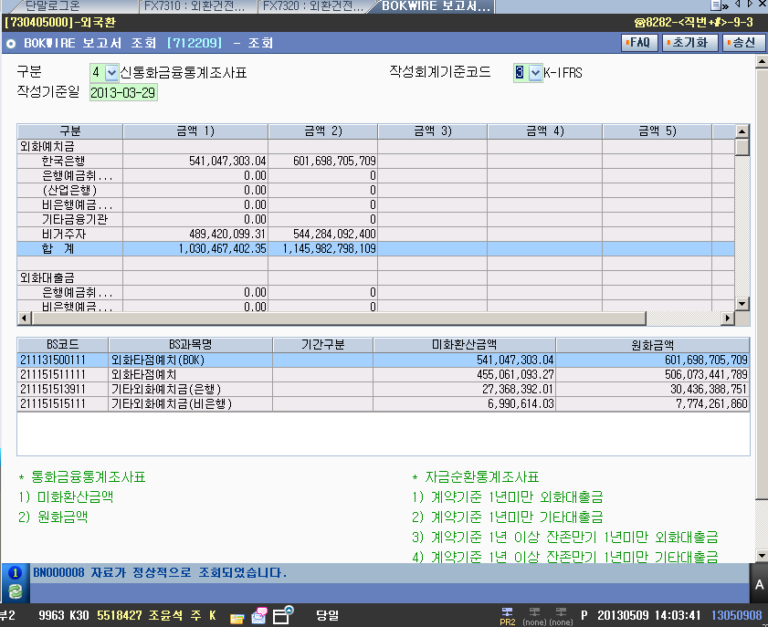 단말로그온 FX7310 : 외환건전... FX7320 : 외환건전... BOKWIRE 보고서...
[730405000]-외국환 ☎8282-<직번+#>-9-3
BOKWIRE 보고서 조회 [712209] - 조회 FAQ 초기화 송신
구분 4 신통화금융통계조사표 작성회계기준코드 3 K-IFRS
작성기준일 2013-03-29
구분 금액 1) 금액 2) 금액 3) 금액 4) 금액 5)
외화예치금
한국은행 541,047,303.04 601,698,705,709
은행예금취... 0.00 0
(산업은행) 0.00 0
비은행예금... 0.00 0
기타금융기관 0.00 0
비거주자 489,420,099.31 544,284,092,400
합 계 1,030,467,402.35 1,145,982,798,109
외화대출금
은행예금취... 0.00 0
비은행예금... 0.00 0
BS코드 BS과목명 기간구분 미화환산금액 원화금액
211131500111 외화타점예치(BOK) 541,047,303.04 601,698,705,709
211151511111 외화타점예치 455,061,093.27 506,073,441,789
211151513911 기타외화예치금(은행) 27,368,392.01 30,436,388,751
211151515111 기타외화예치금(비은행) 6,990,614.03 7,774,261,860
* 통화금융통계조사표 * 자금순환통계조사표
1) 미화환산금액 1) 계약기준 1년미만 외화대출금
2) 원화금액 2) 계약기준 1년미만 기타대출금
3) 계약기준 1년 이상 잔존만기 1년미만 외화대출금
4) 계약기준 1년 이상 잔존만기 1년미만 기타대출금
1 BN000008 자료가 정상적으로 조회되었습니다.
A
부2 9963 K30 5518427 조윤석 주 K 당일 PR2 (none) (none) P 20130509 14:03:41 13050908